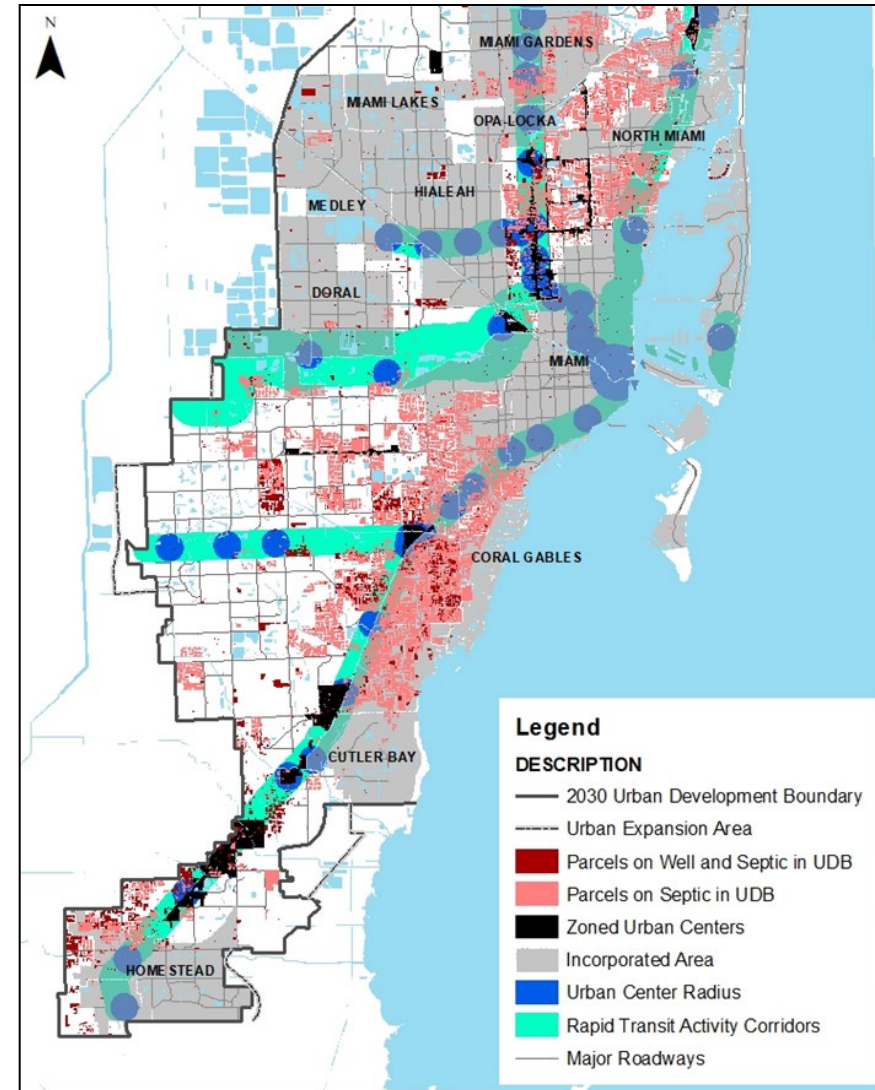 N
MIAMI GARDENS
MIAMI LAKES
OPA-LOCKA
NORTH MIAMI
HIALEAH
MEDLEY
DORAL
MIAMI
CORAL GABLES
CUTLER BAY
HOMESTEAD
Legend
DESCRIPTION
2030 Urban Development Boundary
Urban Expansion Area
Parcels on Well and Septic in UDB
Parcels on Septic in UDB
Zoned Urban Centers
Incorporated Area
Urban Center Radius
Rapid Transit Activity Corridors
Major Roadways